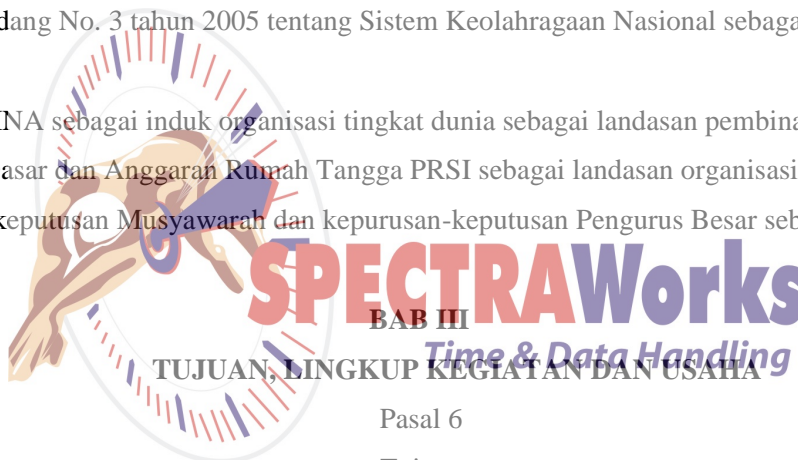 dang No. 3 tahun 2005 tentang Sistem Keolahragaan Nasional sebaga
NA sebagai induk organisasi tingkat dunia sebagai landasan pembina
asar dan Anggaran Rumah Tangga PRSI sebagai landasan organisasi
keputusan Musyawarah dan kepurusan-keputusan Pengurus Besar seb
SPECTRAWorks
BAB III
Time & Data Handling
TUJUAN, LINGKUP KEGIATAN DAN USAHA
Pasal 6